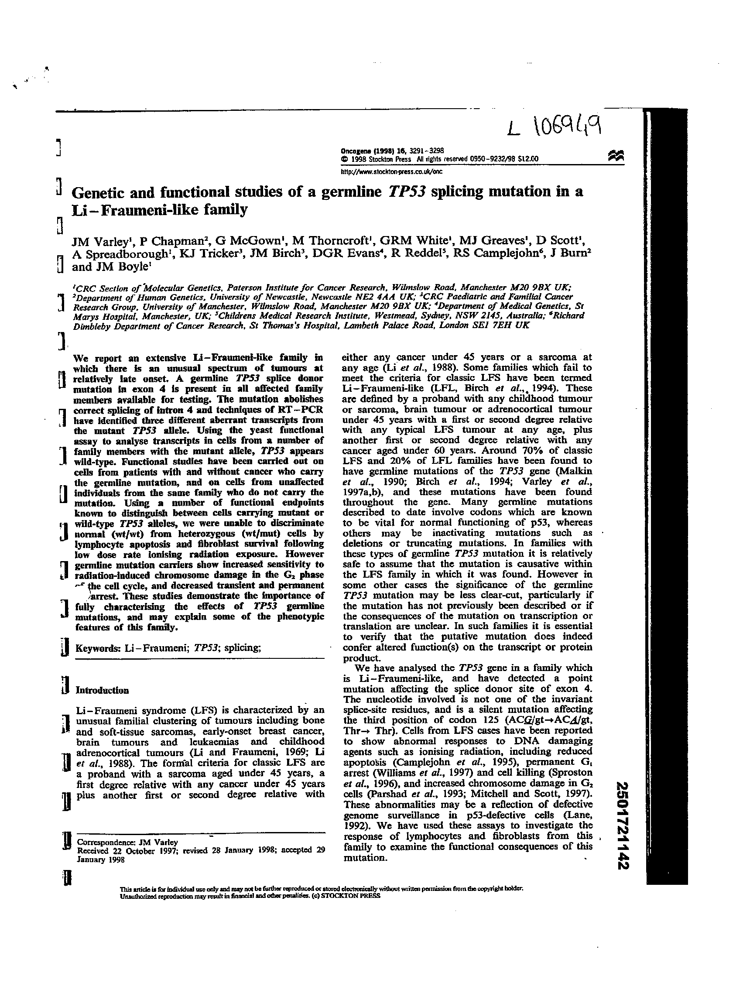 L 106949
Oncogene (1998) 16, 3291–3298
© 1998 Stockton Press All rights reserved 0950–9232/98 $12.00
http://www.stockton-press.co.uk/onc
Genetic and functional studies of a germline TP53 splicing mutation in a
Li–Fraumeni-like family
JM Varley¹, P Chapman², G McGown¹, M Thorncroft¹, GRM White¹, MJ Greaves¹, D Scott¹,
A Spreadborough¹, KJ Tricker³, JM Birch³, DGR Evans⁴, R Reddel⁵, RS Camplejohn⁶, J Burn²
and JM Boyle¹
¹CRC Section of Molecular Genetics, Paterson Institute for Cancer Research, Wilmslow Road, Manchester M20 9BX UK;
²Department of Human Genetics, University of Newcastle, Newcastle NE2 4AA UK; ³CRC Paediatric and Familial Cancer
Research Group, University of Manchester, Wilmslow Road, Manchester M20 9BX UK; ⁴Department of Medical Genetics, St
Marys Hospital, Manchester, UK; ⁵Childrens Medical Research Institute, Westmead, Sydney, NSW 2145, Australia; ⁶Richard
Dimbleby Department of Cancer Research, St Thomas's Hospital, Lambeth Palace Road, London SE1 7EH UK
We report an extensive Li–Fraumeni-like family in
which there is an unusual spectrum of tumours at
relatively late onset. A germline TP53 splice donor
mutation in exon 4 is present in all affected family
members available for testing. The mutation abolishes
correct splicing of intron 4 and techniques of RT–PCR
have identified three different aberrant transcripts from
the mutant TP53 allele. Using the yeast functional
assay to analyse transcripts in cells from a number of
family members with the mutant allele, TP53 appears
wild-type. Functional studies have been carried out on
cells from patients with and without cancer who carry
the germline mutation, and on cells from unaffected
individuals from the same family who do not carry the
mutation. Using a number of functional endpoints
known to distinguish between cells carrying mutant or
wild-type TP53 alleles, we were unable to discriminate
normal (wt/wt) from heterozygous (wt/mut) cells by
lymphocyte apoptosis and fibroblast survival following
low dose rate ionising radiation exposure. However
germline mutation carriers show increased sensitivity to
radiation-induced chromosome damage in the G₂ phase
the cell cycle, and decreased transient and permanent
arrest. These studies demonstrate the importance of
fully characterising the effects of TP53 germline
mutations, and may explain some of the phenotypic
features of this family.
Keywords: Li–Fraumeni; TP53; splicing;
Introduction
Li–Fraumeni syndrome (LFS) is characterized by an
unusual familial clustering of tumours including bone
and soft-tissue sarcomas, early-onset breast cancer,
brain tumours and leukaemias and childhood
adrenocortical tumours (Li and Fraumeni, 1969; Li
et al., 1988). The formal criteria for classic LFS are
a proband with a sarcoma aged under 45 years, a
first degree relative with any cancer under 45 years
plus another first or second degree relative with
Correspondence: JM Varley
Received 22 October 1997; revised 28 January 1998; accepted 29
January 1998
either any cancer under 45 years or a sarcoma at
any age (Li et al., 1988). Some families which fail to
meet the criteria for classic LFS have been termed
Li–Fraumeni-like (LFL, Birch et al., 1994). These
are defined by a proband with any childhood tumour
or sarcoma, brain tumour or adrenocortical tumour
under 45 years with a first or second degree relative
with any typical LFS tumour at any age, plus
another first or second degree relative with any
cancer aged under 60 years. Around 70% of classic
LFS and 20% of LFL families have been found to
have germline mutations of the TP53 gene (Malkin
et al., 1990; Birch et al., 1994; Varley et al.,
1997a,b), and these mutations have been found
throughout the gene. Many germline mutations
described to date involve codons which are known
to be vital for normal functioning of p53, whereas
others may be inactivating mutations such as
deletions or truncating mutations. In families with
these types of germline TP53 mutation it is relatively
safe to assume that the mutation is causative within
the LFS family in which it was found. However in
some other cases the significance of the germline
TP53 mutation may be less clear-cut, particularly if
the mutation has not previously been described or if
the consequences of the mutation on transcription or
translation are unclear. In such families it is essential
to verify that the putative mutation does indeed
confer altered function(s) on the transcript or protein
product.
We have analysed the TP53 gene in a family which
is Li–Fraumeni-like, and have detected a point
mutation affecting the splice donor site of exon 4.
The nucleotide involved is not one of the invariant
splice-site residues, and is a silent mutation affecting
the third position of codon 125 (ACG/gt→ACA/gt,
Thr→ Thr). Cells from LFS cases have been reported
to show abnormal responses to DNA damaging
agents such as ionising radiation, including reduced
apoptosis (Camplejohn et al., 1995), permanent G₁
arrest (Williams et al., 1997) and cell killing (Sproston
et al., 1996), and increased chromosome damage in G₂
cells (Parshad et al., 1993; Mitchell and Scott, 1997).
These abnormalities may be a reflection of defective
genome surveillance in p53-defective cells (Lane,
1992). We have used these assays to investigate the
response of lymphocytes and fibroblasts from this
family to examine the functional consequences of this
mutation.
2501721142
This article is for individual use only and may not be further reproduced or stored electronically without written permission from the copyright holder.
Unauthorized reproduction may result in financial and other penalties. (c) STOCKTON PRESS